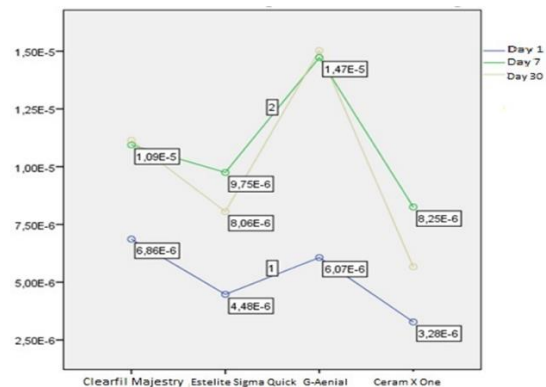 1,50E-5
1,25E-5
1,00E-5
7,50E-6
5,00E-6
2,50E-6
1,47E-5
2
1,09E-5
9,75E-6
8,06E-6
8,25E-6
6,86E-6
1
6,07E-6
4,48E-6
3,28E-6
Day 1
Day 7
Day 30
Clearfil Majestry Estelite Sigma Quick G-Aenial Ceram X One